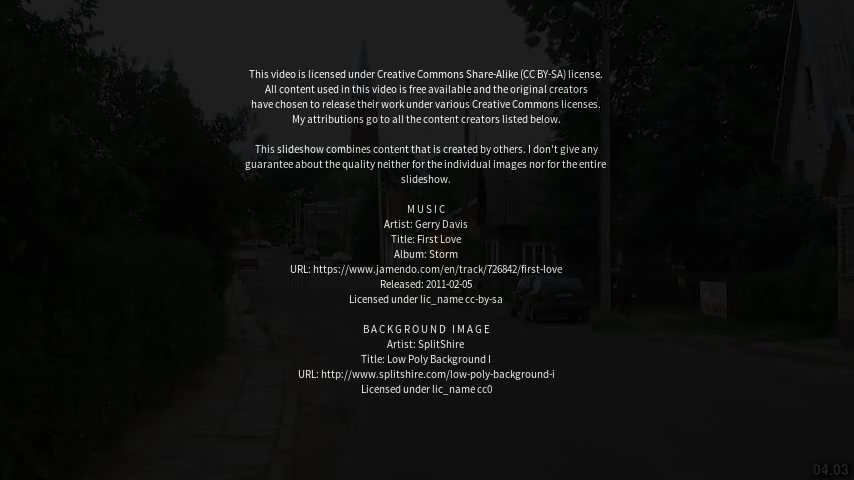 This video is licensed under Creative Commons Share-Alike (CC BY-SA) license.
All content used in this video is free available and the original creators
have chosen to release their work under various Creative Commons licenses.
My attributions go to all the content creators listed below.
This slideshow combines content that is created by others. I don't give any
guarantee about the quality neither for the individual images nor for the entire
slideshow.
MUSIC
Artist: Gerry Davis
Title: First Love
Album: Storm
URL: https://www.jamendo.com/en/track/726842/first-love
Released: 2011-02-05
Licensed under lic_name cc-by-sa
BACKGROUND IMAGE
Artist: SplitShire
Title: Low Poly Background I
URL: http://www.splitshire.com/low-poly-background-i
Licensed under lic_name cc0
04.03